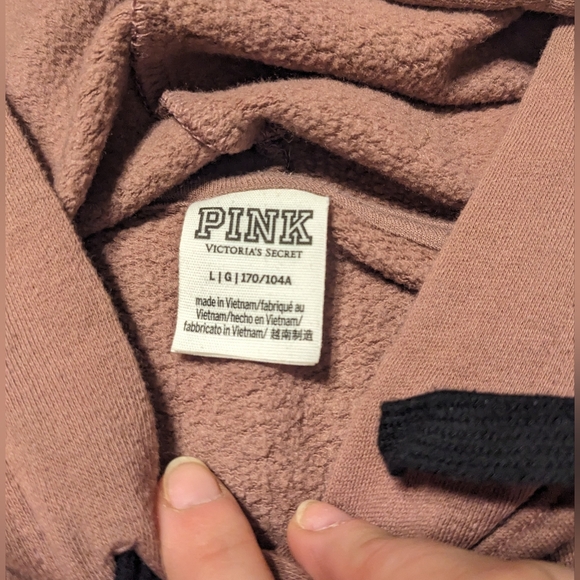 PINK
VICTORIA'S SECRET
L | G | 170/104A
made in Vietnam/fabriqué au
Vietnam/hecho en Vietnam/
fabbricato in Vietnam/ 越南制造